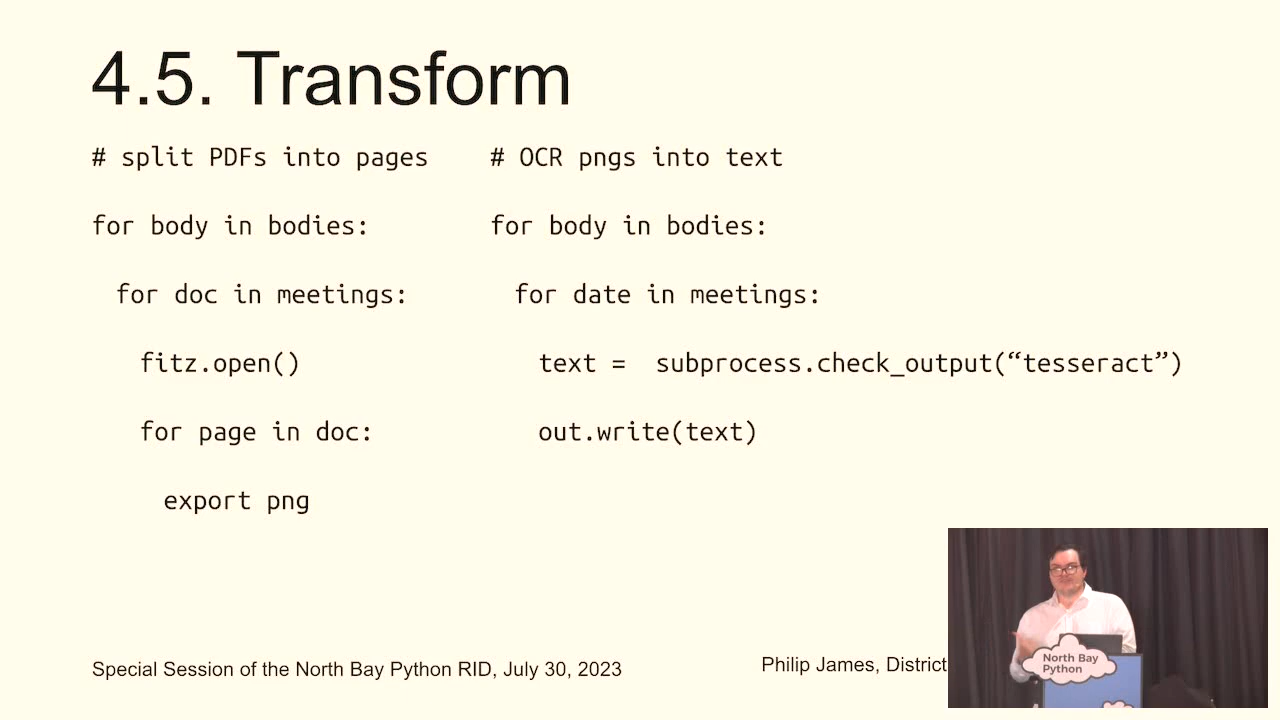 4.5. Transform
# split PDFs into pages
for body in bodies:
for doc in meetings:
fitz.open()
for page in doc:
export png
# OCR pngs into text
for body in bodies:
for date in meetings:
text =  subprocess.check_output(“tesseract”)
out.write(text)
Special Session of the North Bay Python RID, July 30, 2023
Philip James, District
North Bay
Python